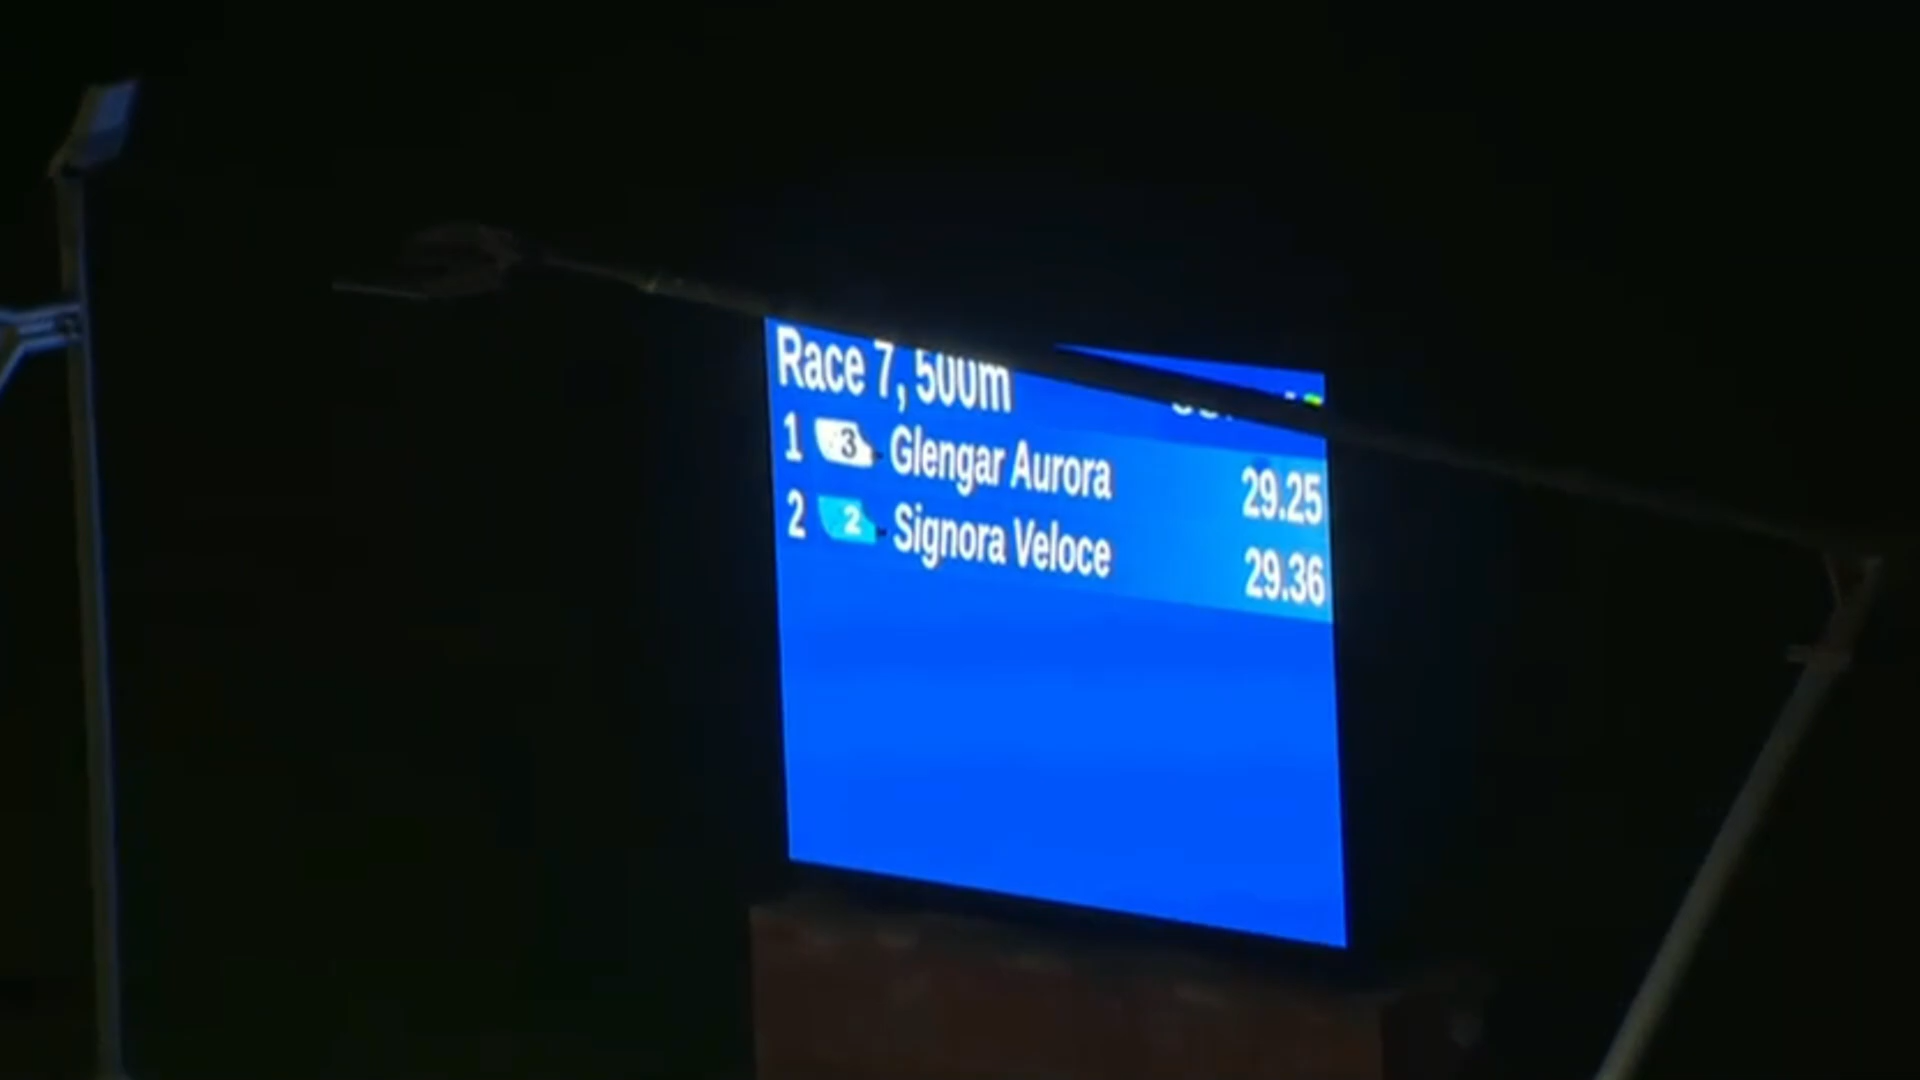 Race 7, 500m
1 3 Glengar Aurora 29.25
2 2 Signora Veloce 29.36